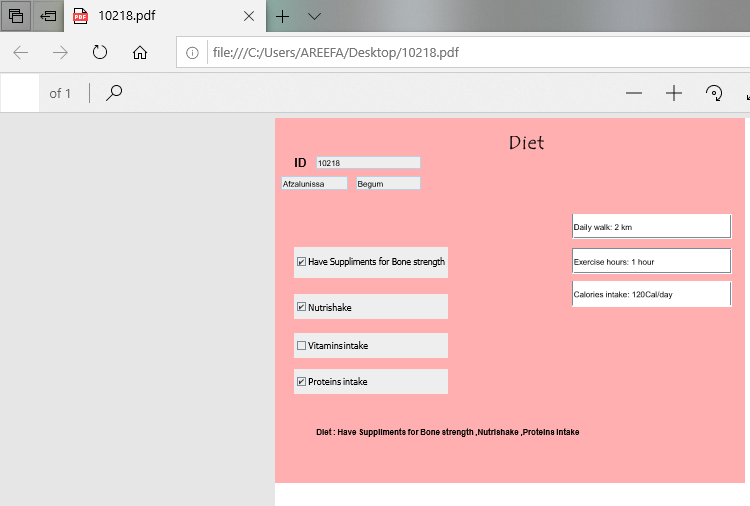 10218.pdf
file:///C:/Users/AREEFA/Desktop/10218.pdf
of 1
Diet
ID 10218
Afzalunissa Begum
Daily walk: 2 km
Have Suppliments for Bone strength
Exercise hours: 1 hour
Calories intake: 120Cal/day
Nutrishake
Vitamins intake
Proteins intake
Diet : Have Suppliments for Bone strength ,Nutrishake ,Proteins intake